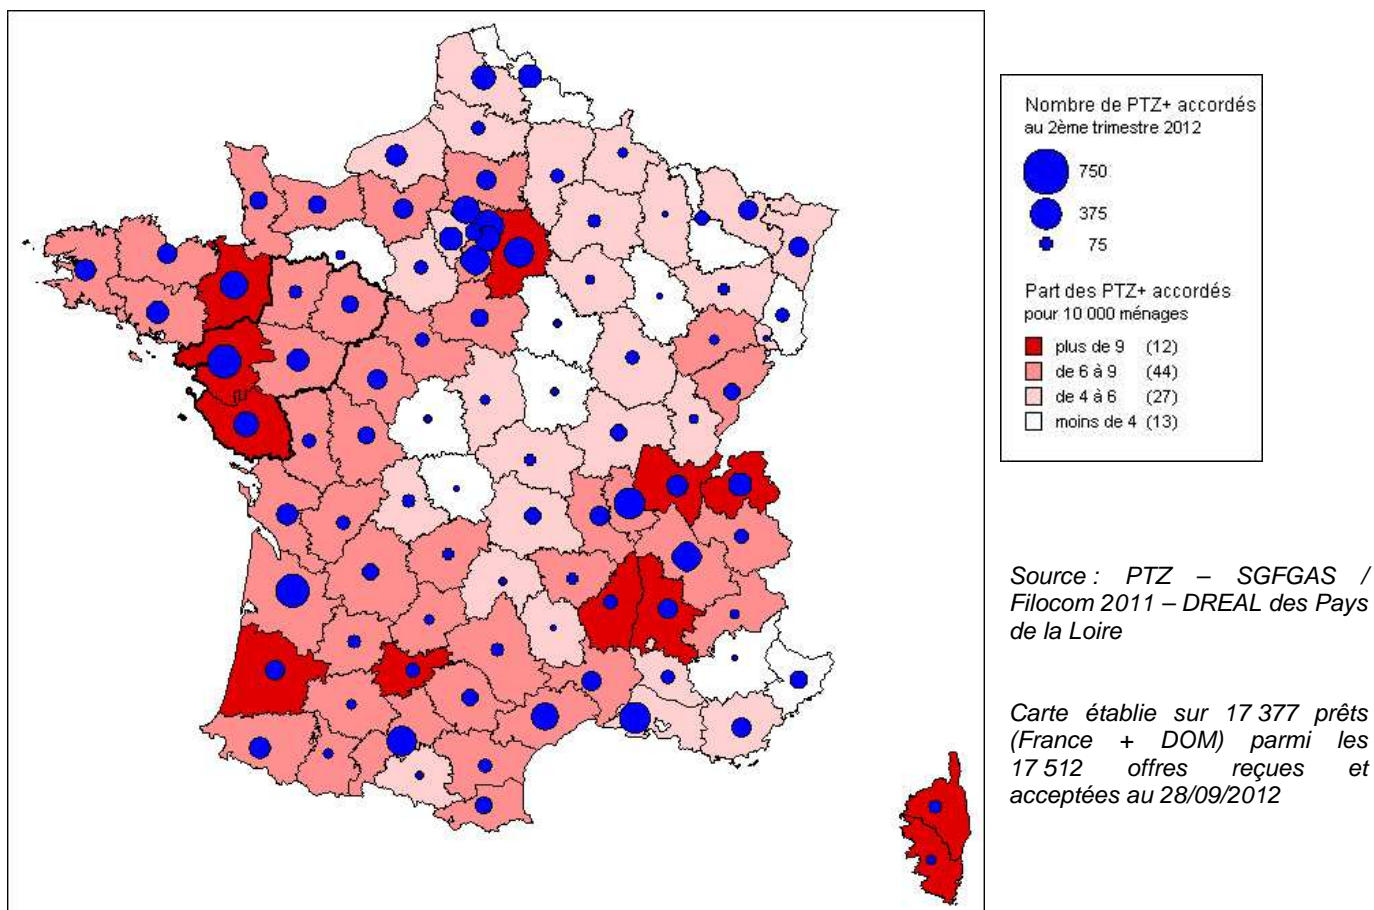 Nombre de PTZ+ accordés
au 2ème trimestre 2012
750
375
75
Part des PTZ+ accordés
pour 10 000 ménages
plus de 9 (12)
de 6 à 9 (44)
de 4 à 6 (27)
moins de 4 (13)
Source : PTZ – SGFGAS /
Filocom 2011 – DREAL des Pays
de la Loire
Carte établie sur 17 377 prêts
(France + DOM) parmi les
17 512 offres reçues et
acceptées au 28/09/2012